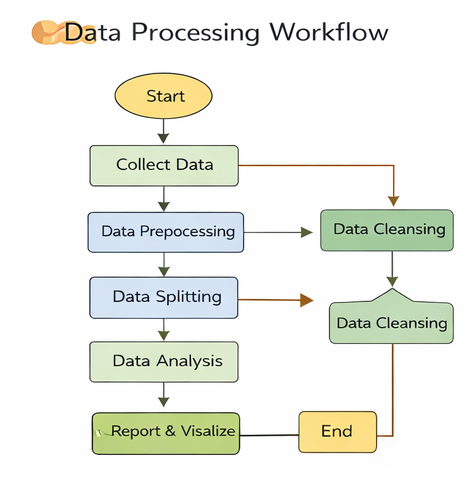 Data Processing Workflow
Start
Collect Data
Data Prepocessing
Data Cleansing
Data Splitting
Data Cleansing
Data Analysis
Report & Visalize
End